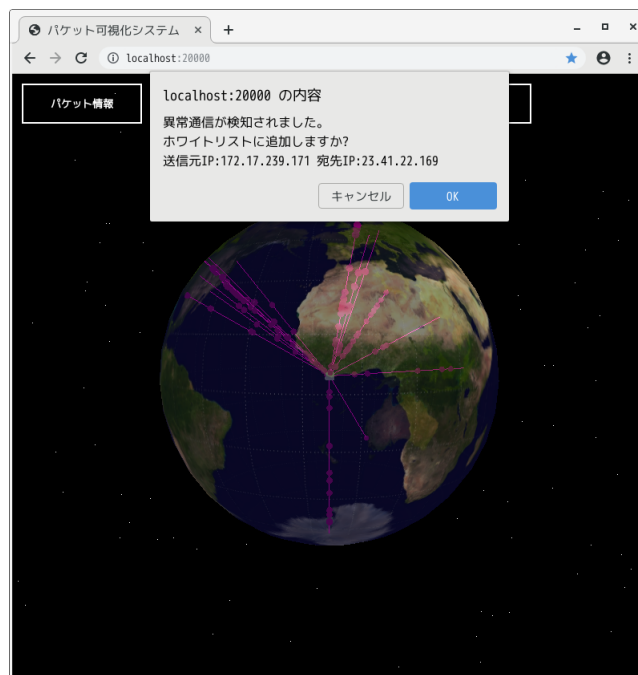 パケット可視化システム
localhost:20000
パケット情報
localhost:20000 の内容
異常通信が検知されました。
ホワイトリストに追加しますか?
送信元IP:172.17.239.171 宛先IP:23.41.22.169
キャンセル
OK